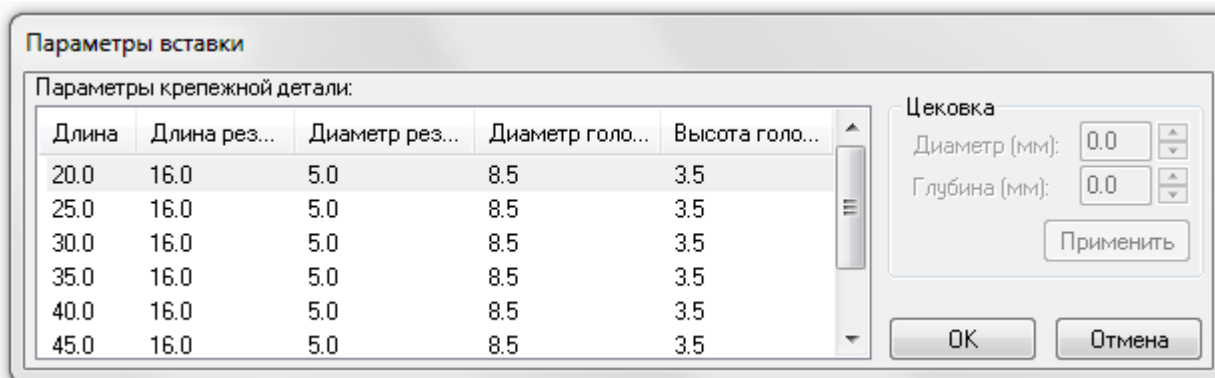 Параметры вставки
Параметры крепежной детали:
Длина Длина рез... Диаметр рез... Диаметр голо... Высота голо...
20.0 16.0 5.0 8.5 3.5
25.0 16.0 5.0 8.5 3.5
30.0 16.0 5.0 8.5 3.5
35.0 16.0 5.0 8.5 3.5
40.0 16.0 5.0 8.5 3.5
45.0 16.0 5.0 8.5 3.5
Цековка
Диаметр (мм): 0.0
Глубина (мм): 0.0
Применить
OK Отмена